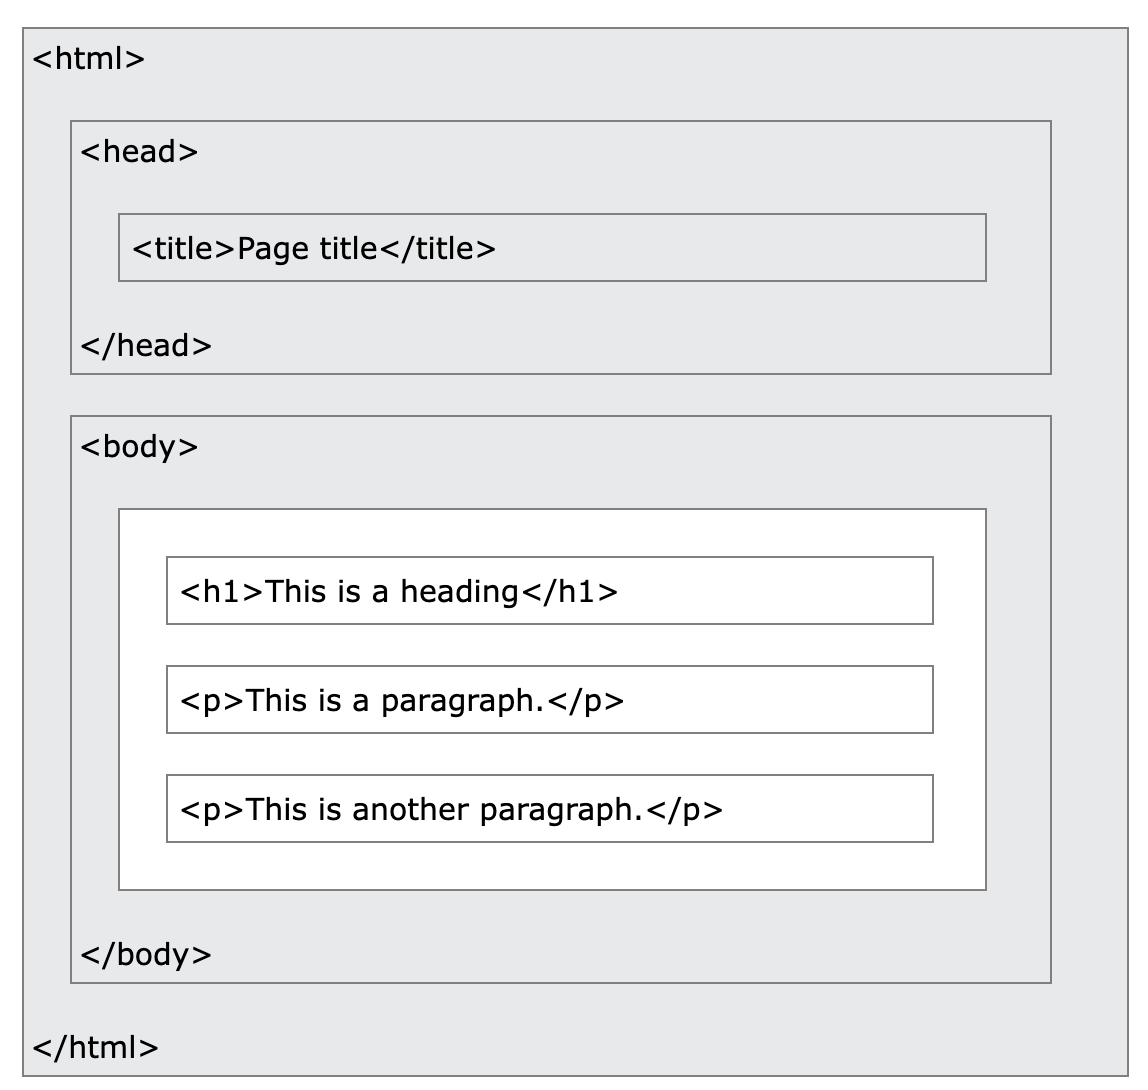 <html>
<head>
<title>Page title</title>
</head>
<body>
<h1>This is a heading</h1>
<p>This is a paragraph.</p>
<p>This is another paragraph.</p>
</body>
</html>